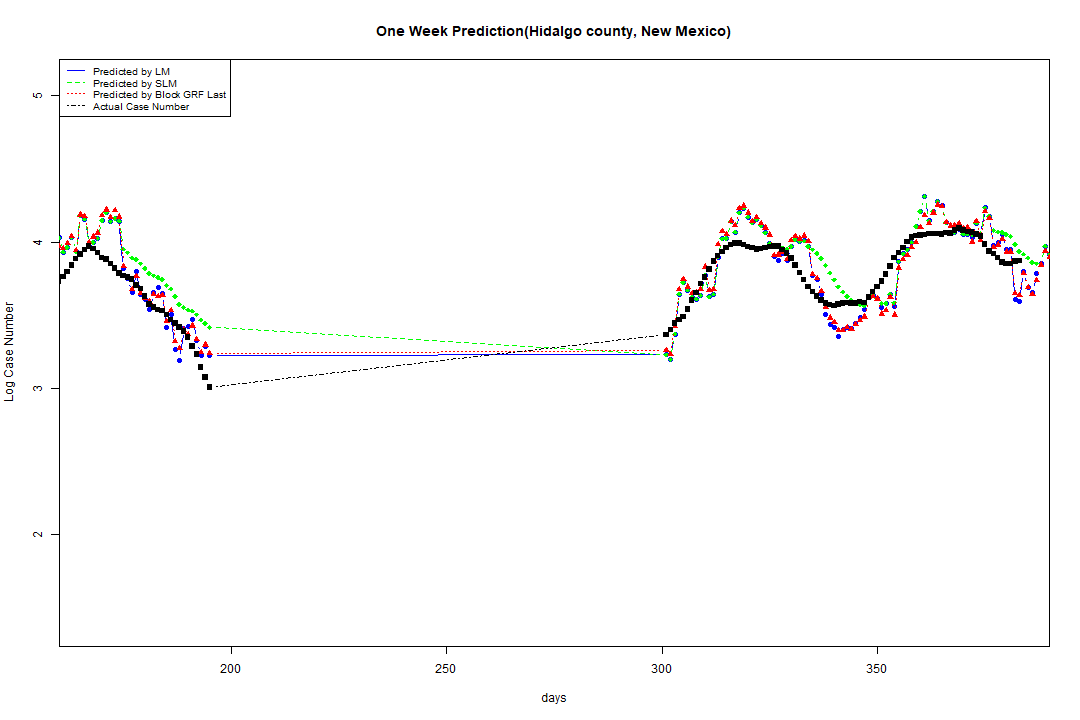 One Week Prediction(Hidalgo county, New Mexico)
Predicted by LM
Predicted by SLM
Predicted by Block GRF Last
Actual Case Number
5
4
3
2
Log Case Number
200
250
300
350
days